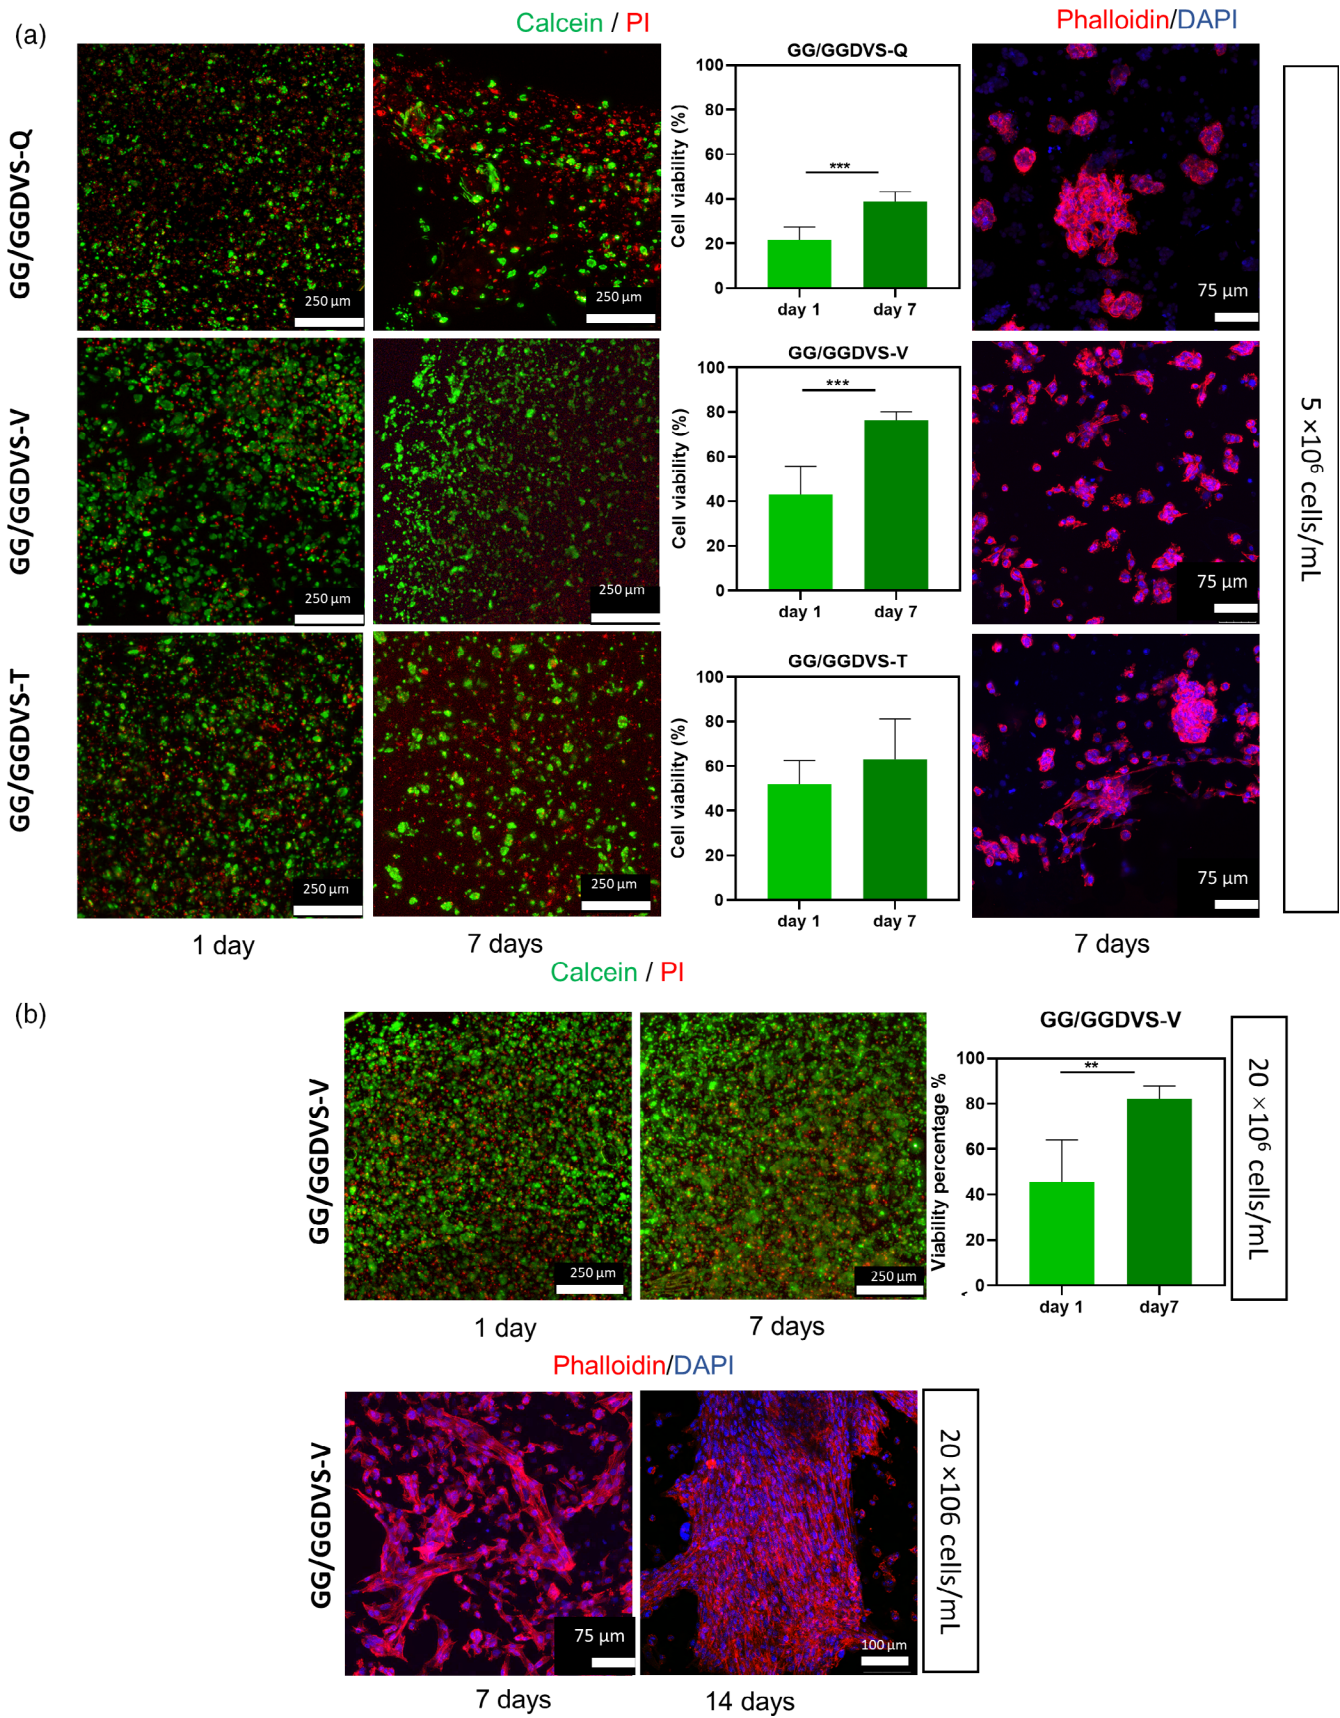 (a)
Calcein / PI
Phalloidin/DAPI
GG/GGDVS-Q
250 µm
250 µm
GG/GGDVS-Q
Cell viability (%)
100
80
60
40
20
0
***
day 1
day 7
75 µm
5 ×10⁶ cells/mL
GG/GGDVS-V
250 µm
250 µm
GG/GGDVS-V
Cell viability (%)
100
80
60
40
20
0
***
day 1
day 7
75 µm
GG/GGDVS-T
250 µm
250 µm
GG/GGDVS-T
Cell viability (%)
100
80
60
40
20
0
day 1
day 7
75 µm
1 day
7 days
7 days
Calcein / PI
(b)
GG/GGDVS-V
250 µm
250 µm
GG/GGDVS-V
Viability percentage %
100
80
60
40
20
0
**
day 1
day7
20 ×10⁶ cells/mL
1 day
7 days
Phalloidin/DAPI
GG/GGDVS-V
75 µm
100 µm
20 ×106 cells/mL
7 days
14 days